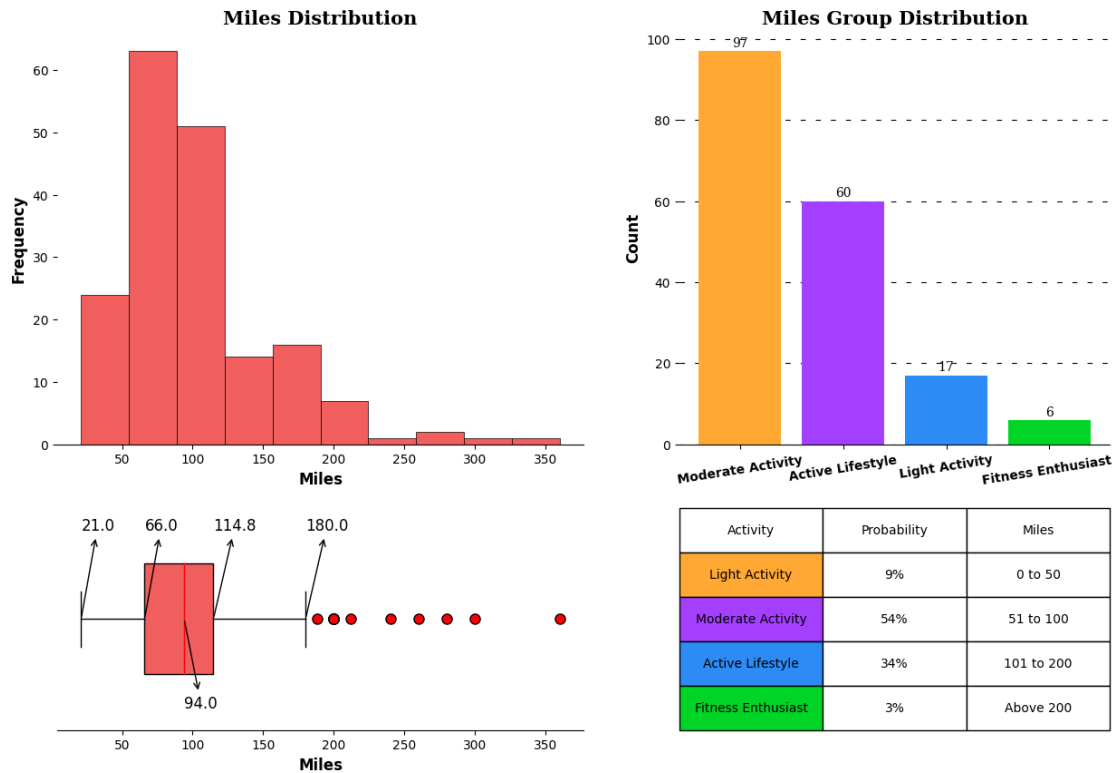 Miles Distribution
Frequency
60
50
40
30
20
10
0
50 100 150 200 250 300 350
Miles
Miles Group Distribution
Count
100
80
60
40
20
0
97
60
17
6
Moderate Activity Active Lifestyle Light Activity Fitness Enthusiast
21.0 66.0 114.8 180.0
94.0
50 100 150 200 250 300 350
Miles
Activity Probability Miles
Light Activity 9% 0 to 50
Moderate Activity 54% 51 to 100
Active Lifestyle 34% 101 to 200
Fitness Enthusiast 3% Above 200